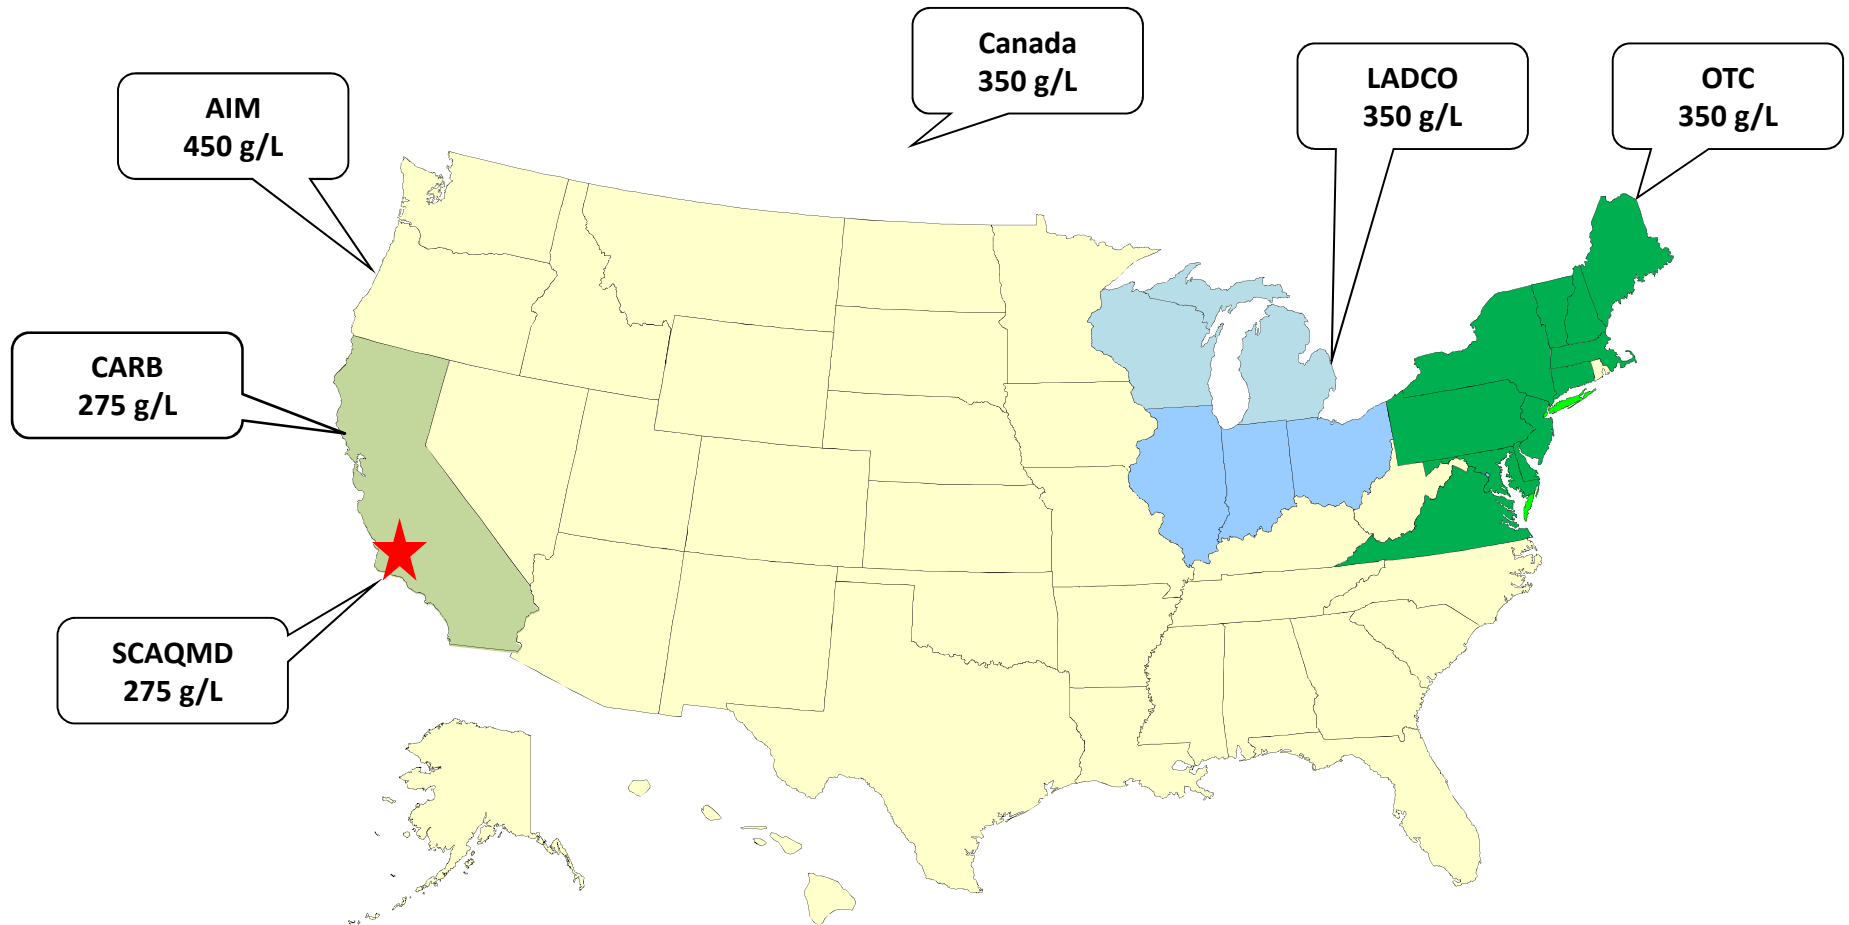 Canada
350 g/L
LADCO
350 g/L
OTC
350 g/L
AIM
450 g/L
CARB
275 g/L
SCAQMD
275 g/L